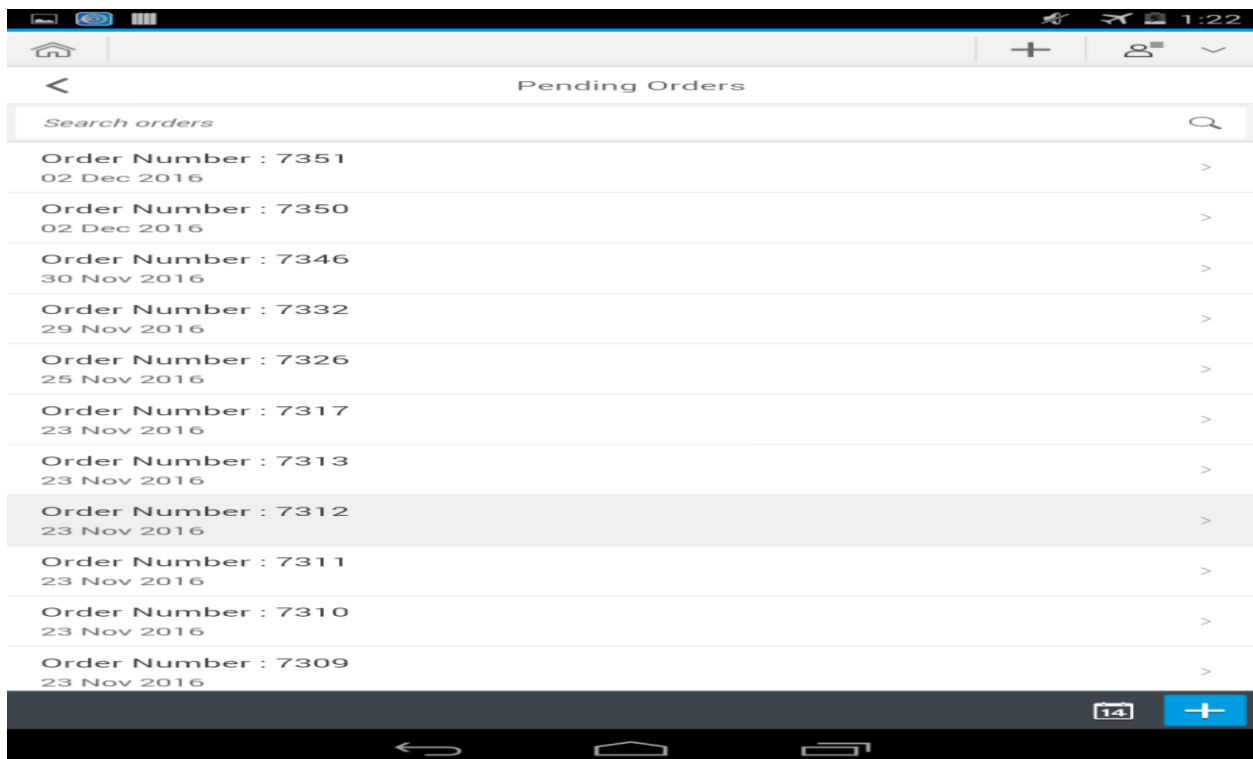 1:22
Pending Orders
Search orders
Order Number : 7351
02 Dec 2016
Order Number : 7350
02 Dec 2016
Order Number : 7346
30 Nov 2016
Order Number : 7332
29 Nov 2016
Order Number : 7326
25 Nov 2016
Order Number : 7317
23 Nov 2016
Order Number : 7313
23 Nov 2016
Order Number : 7312
23 Nov 2016
Order Number : 7311
23 Nov 2016
Order Number : 7310
23 Nov 2016
Order Number : 7309
23 Nov 2016
14